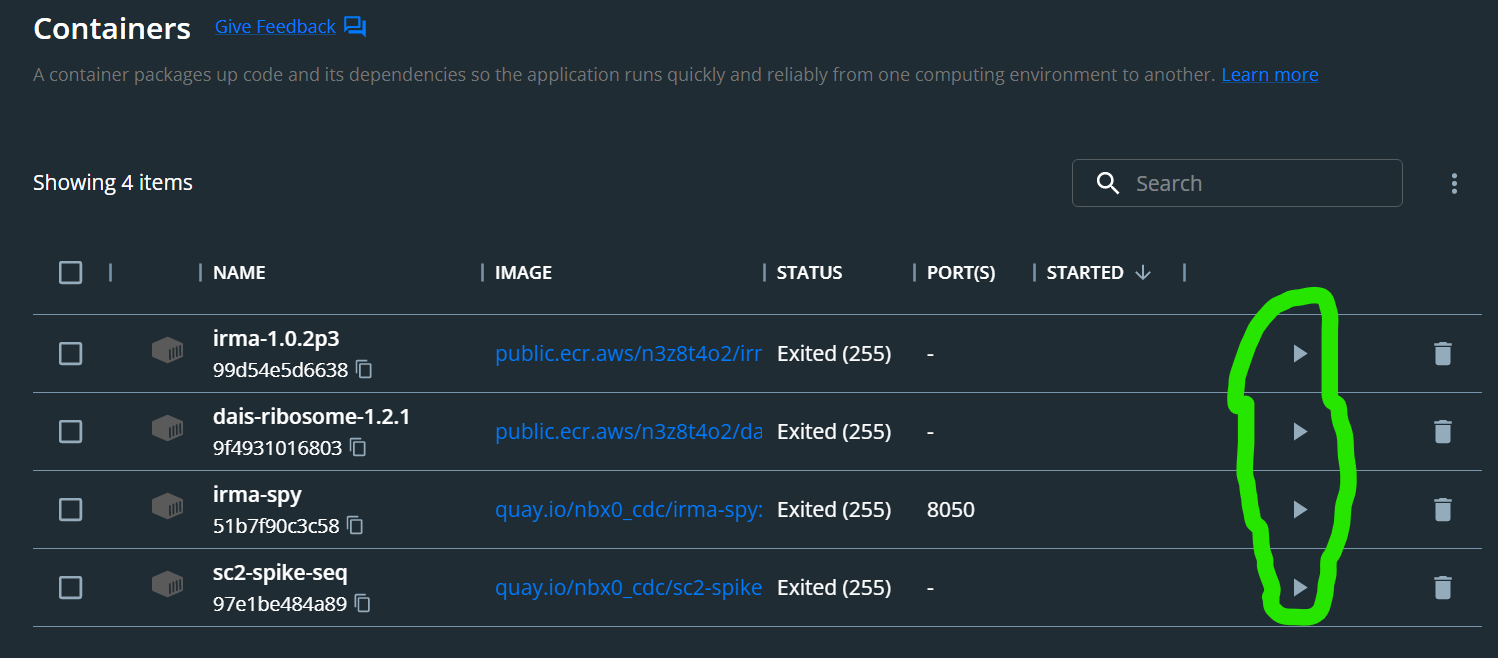 Containers Give Feedback
A container packages up code and its dependencies so the application runs quickly and reliably from one computing environment to another. Learn more
Showing 4 items
Search
NAME IMAGE STATUS PORT(S) STARTED
irma-1.0.2p3
99d54e5d6638
public.ecr.aws/n3z8t4o2/irr Exited (255) -
dais-ribosome-1.2.1
9f4931016803
public.ecr.aws/n3z8t4o2/da Exited (255) -
irma-spy
51b7f90c3c58
quay.io/nbx0_cdc/irma-spy: Exited (255) 8050
sc2-spike-seq
97e1be484a89
quay.io/nbx0_cdc/sc2-spike Exited (255) -